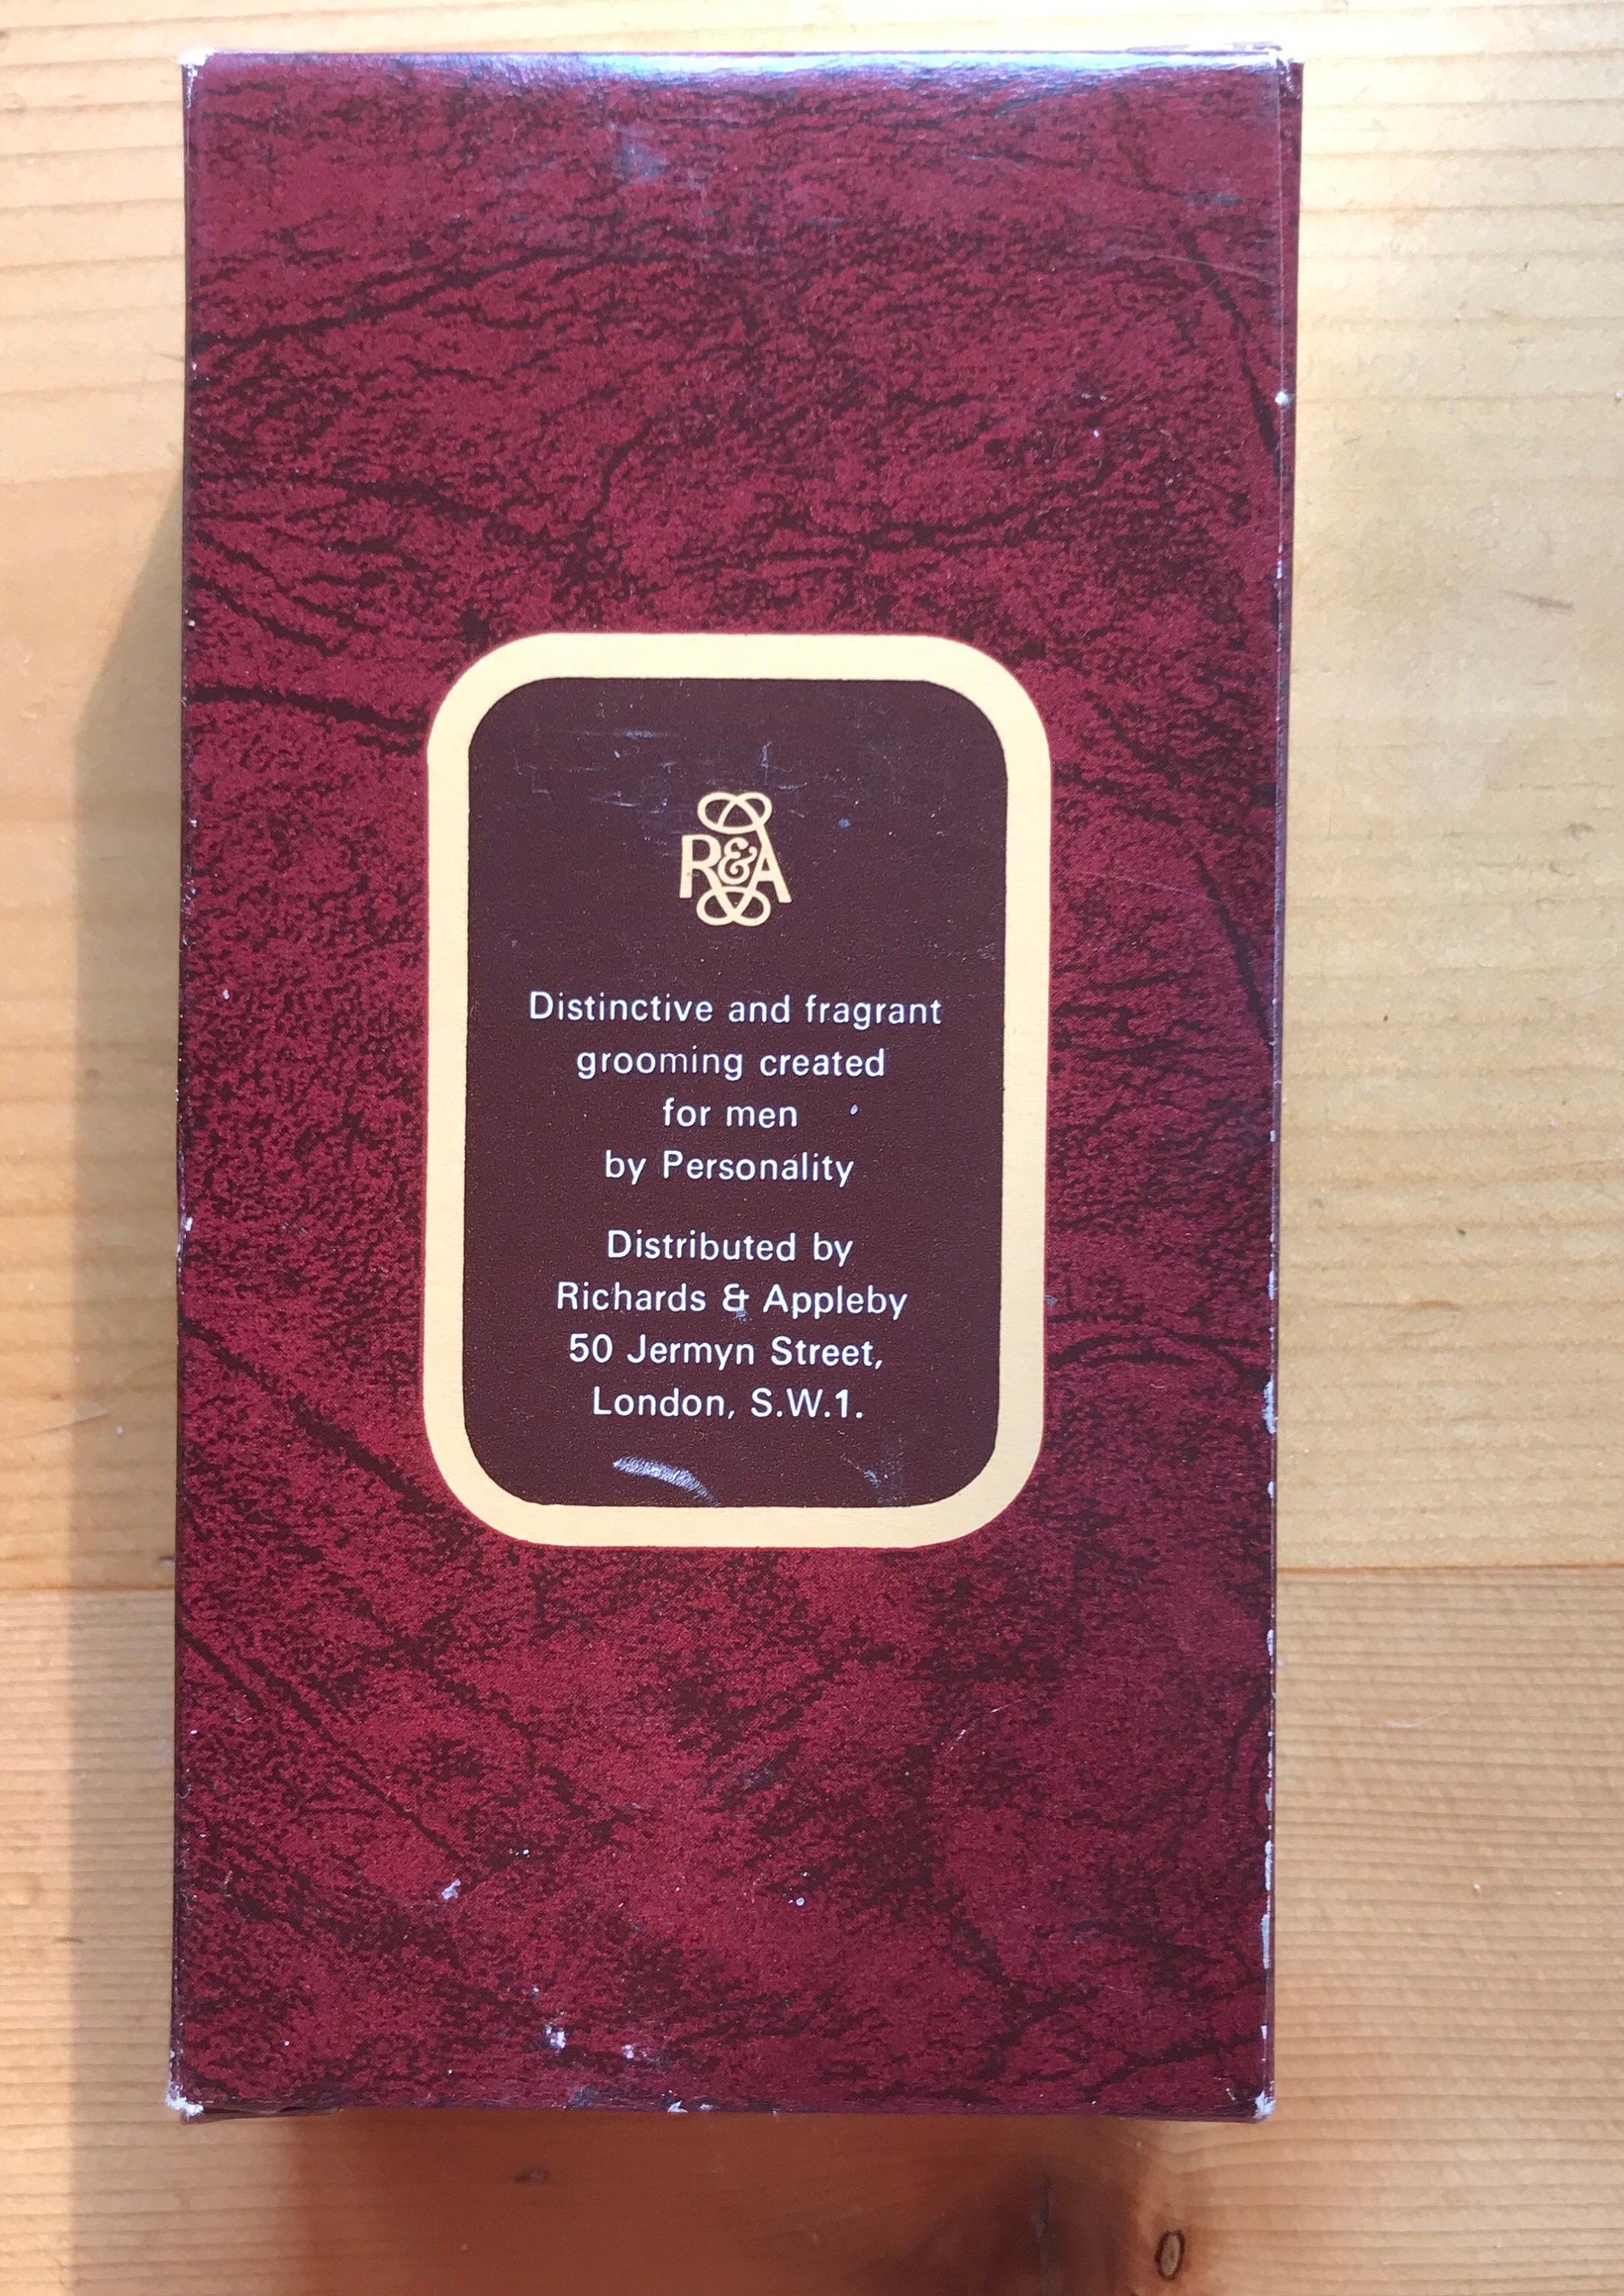 R&A
Distinctive and fragrant
grooming created
for men
by Personality
Distributed by
Richards & Appleby
50 Jermyn Street,
London, S.W.1.